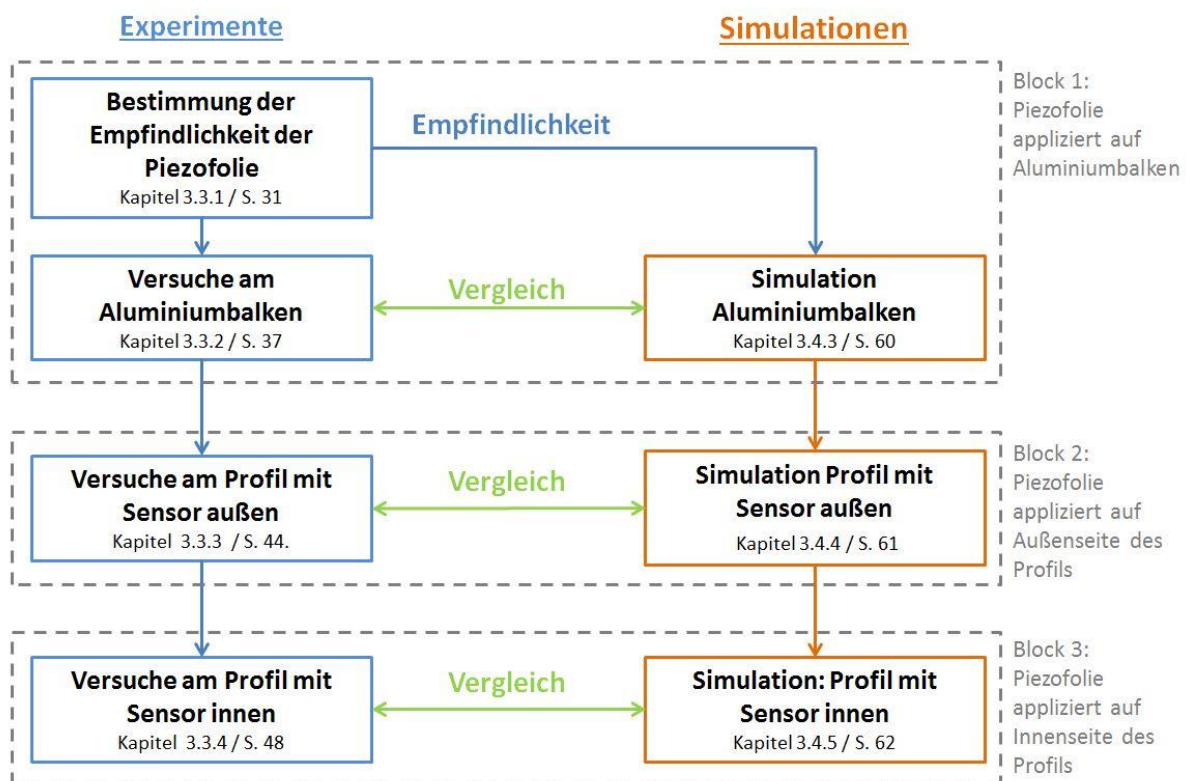 Experimente
Simulationen
Bestimmung der
Empfindlichkeit der
Piezofolie
Kapitel 3.3.1 / S. 31
Empfindlichkeit
Block 1:
Piezofolie
appliziert auf
Aluminiumbalken
Versuche am
Aluminiumbalken
Kapitel 3.3.2 / S. 37
Vergleich
Simulation
Aluminiumbalken
Kapitel 3.4.3 / S. 60
Versuche am Profil mit
Sensor außen
Kapitel 3.3.3 / S. 44.
Vergleich
Simulation Profil mit
Sensor außen
Kapitel 3.4.4 / S. 61
Block 2:
Piezofolie
appliziert auf
Außenseite des
Profils
Versuche am Profil mit
Sensor innen
Kapitel 3.3.4 / S. 48
Vergleich
Simulation: Profil mit
Sensor innen
Kapitel 3.4.5 / S. 62
Block 3:
Piezofolie
appliziert auf
Innenseite des
Profils